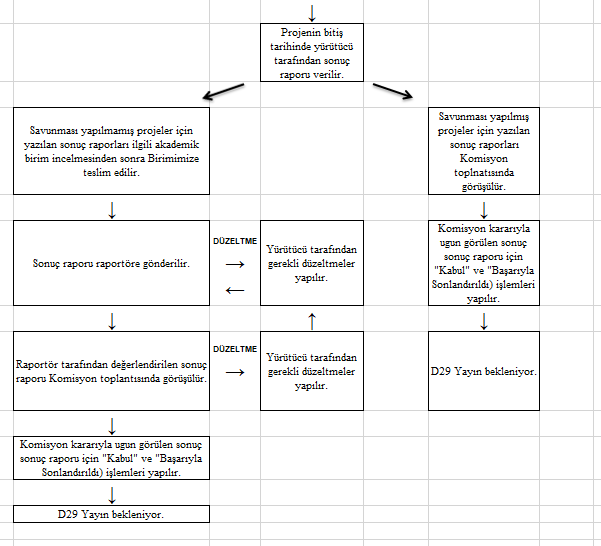 Projenin bitiş
tarihinde yürütücü
tarafından sonuç
raporu verilir.
Savunması yapılmamış projeler için
yazılan sonuç raporları ilgili akademik
birim incelmesinden sonra Birimimize
teslim edilir.
Savunması yapılmış
projeler için yazılan
sonuç raporları
Komisyon
toplnatısında
görüşülür.
Sonuç raporu raportöre gönderilir.
DÜZELTME
Yürütücü tarafından
gerekli düzeltmeler
yapılır.
Komisyon kararıyla
ugun görülen sonuç
sonuç raporu için
"Kabul" ve "Başarıyla
Sonlandırıldı) işlemleri
yapılır.
Raportör tarafından değerlendirilen sonuç
raporu Komisyon toplantısında görüşülür.
DÜZELTME
Yürütücü tarafından
gerekli düzeltmeler
yapılır.
D29 Yayın bekleniyor.
Komisyon kararıyla ugun görülen sonuç
sonuç raporu için "Kabul" ve "Başarıyla
Sonlandırıldı) işlemleri yapılır.
D29 Yayın bekleniyor.